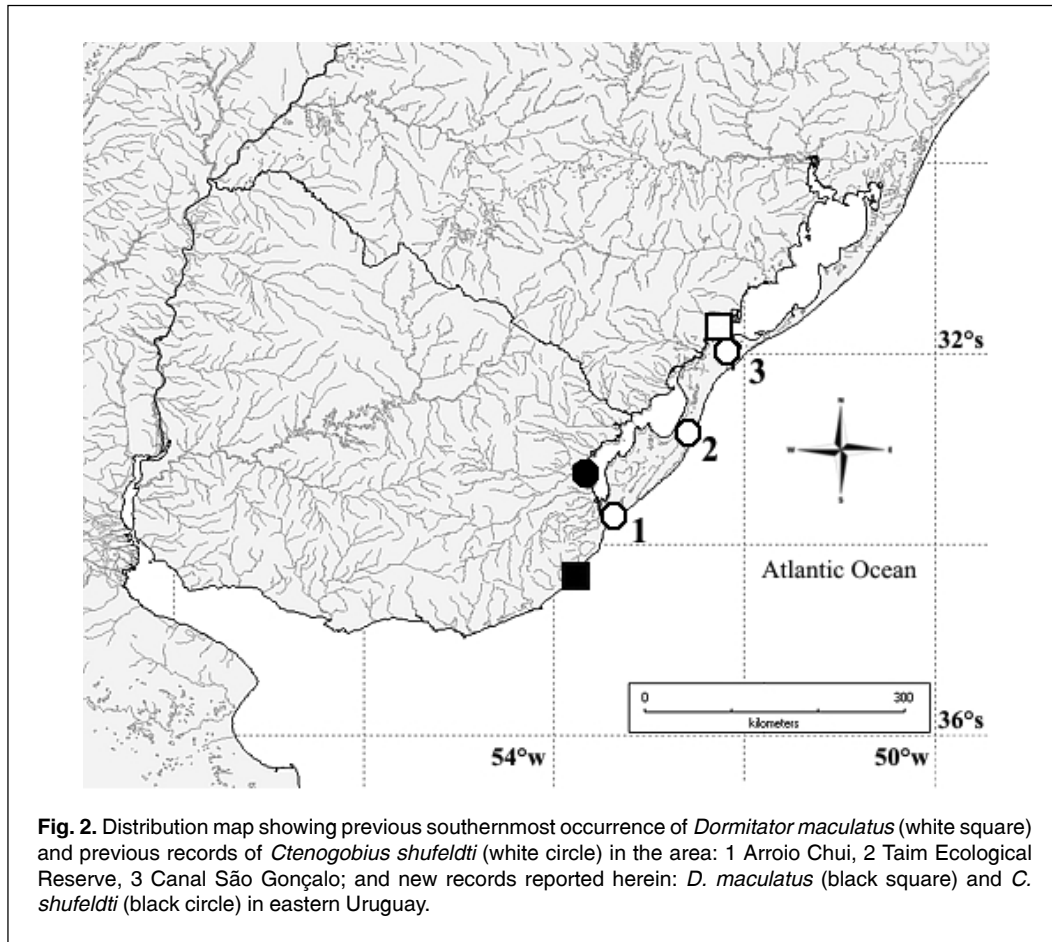 N
32°s
3
W
E
2
S
1
Atlantic Ocean
0 300
kilometers
36°s
54°w 50°w
Fig. 2. Distribution map showing previous southernmost occurrence of Dormitator maculatus (white square)
and previous records of Ctenogobius shufeldti (white circle) in the area: 1 Arroio Chui, 2 Taim Ecological
Reserve, 3 Canal São Gonçalo; and new records reported herein: D. maculatus (black square) and C.
shufeldti (black circle) in eastern Uruguay.